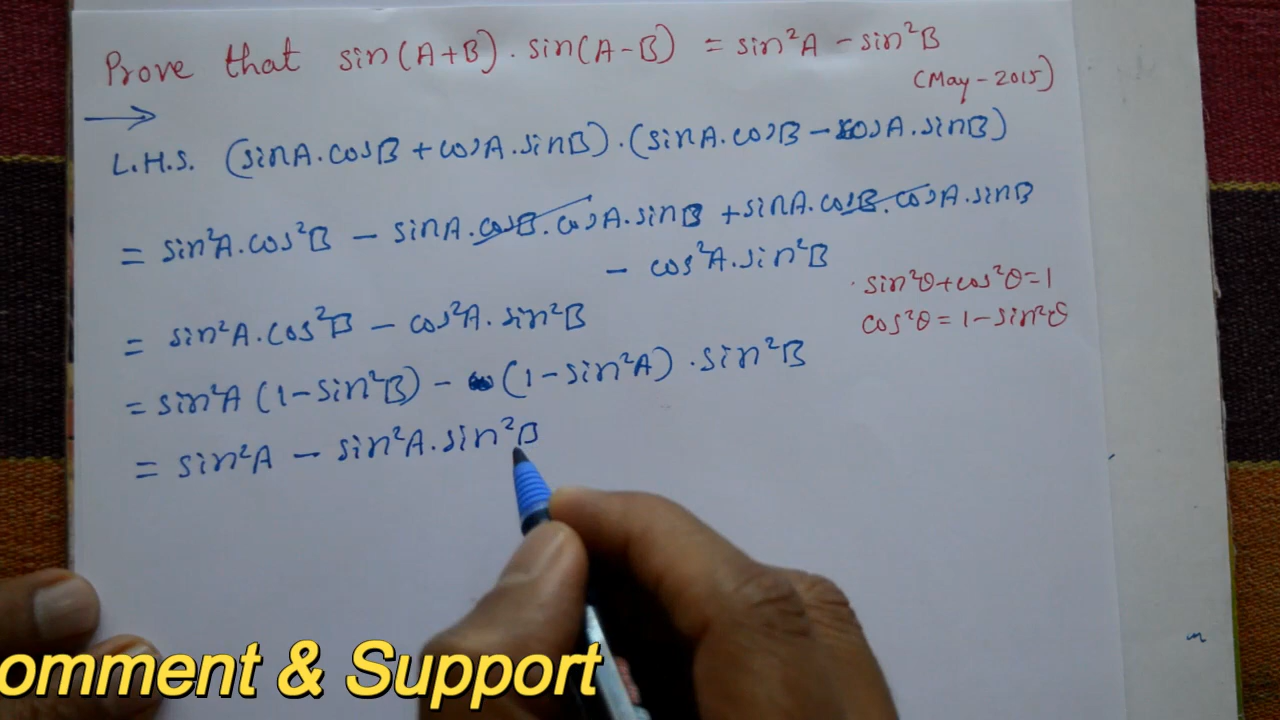 Prove that sin(A+B).sin(A-B) = sin²A - sin²B
(May-2015)
L.H.S. (sinA.cosB + cosA.sinB).(sinA.cosB - cosA.sinB)
= sin²A.cos²B - sinA.cosB.cosA.sinB + sinA.cosB.cosA.sinB
- cos²A.sin²B
sin²θ+cos²θ=1
cos²θ=1-sin²θ
= sin²A.cos²B - cos²A.sin²B
= sin²A (1-sin²B) - (1-sin²A).sin²B
= sin²A - sin²A.sin²B
omment & Support